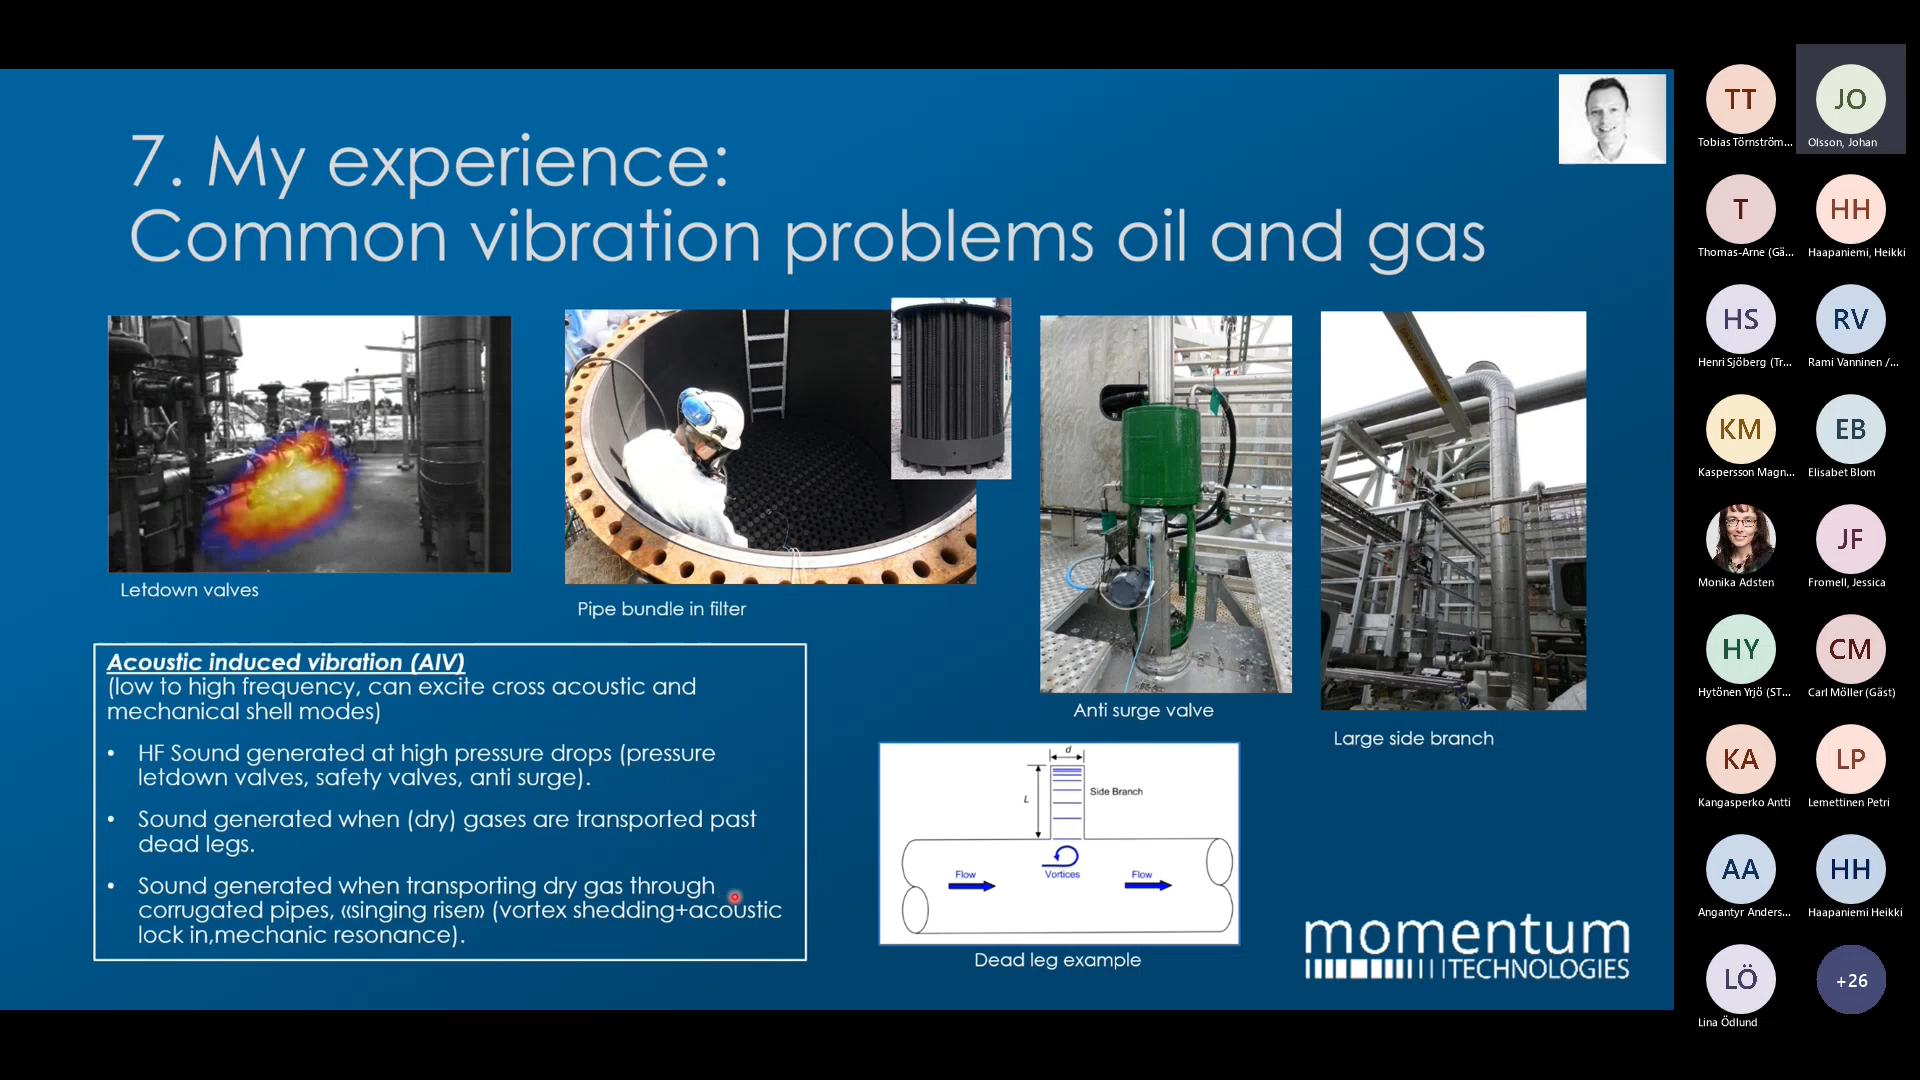 7. My experience:
Common vibration problems oil and gas
Letdown valves
Pipe bundle in filter
Anti surge valve
Large side branch
Acoustic induced vibration (AIV)
(low to high frequency, can excite cross acoustic and
mechanical shell modes)
• HF Sound generated at high pressure drops (pressure
letdown valves, safety valves, anti surge).
• Sound generated when (dry) gases are transported past
dead legs.
• Sound generated when transporting dry gas through
corrugated pipes, «singing risen» (vortex shedding+acoustic
lock in,mechanic resonance).
d
L
Side Branch
Flow
Vortices
Flow
Dead leg example
momentum
TECHNOLOGIES
TT
Tobias Törnström...
JO
Olsson, Johan
T
Thomas-Arne (Gä...
HH
Haapaniemi, Heikki
HS
Henri Sjöberg (Tr...
RV
Rami Vanninen /...
KM
Kaspersson Magn...
EB
Elisabet Blom
Monika Adsten
JF
Fromell, Jessica
HY
Hytönen Yrjö (ST...
CM
Carl Möller (Gäst)
KA
Kangasperko Antti
LP
Lemettinen Petri
AA
Angantyr Anders...
HH
Haapaniemi Heikki
LÖ
Lina Ödlund
+26